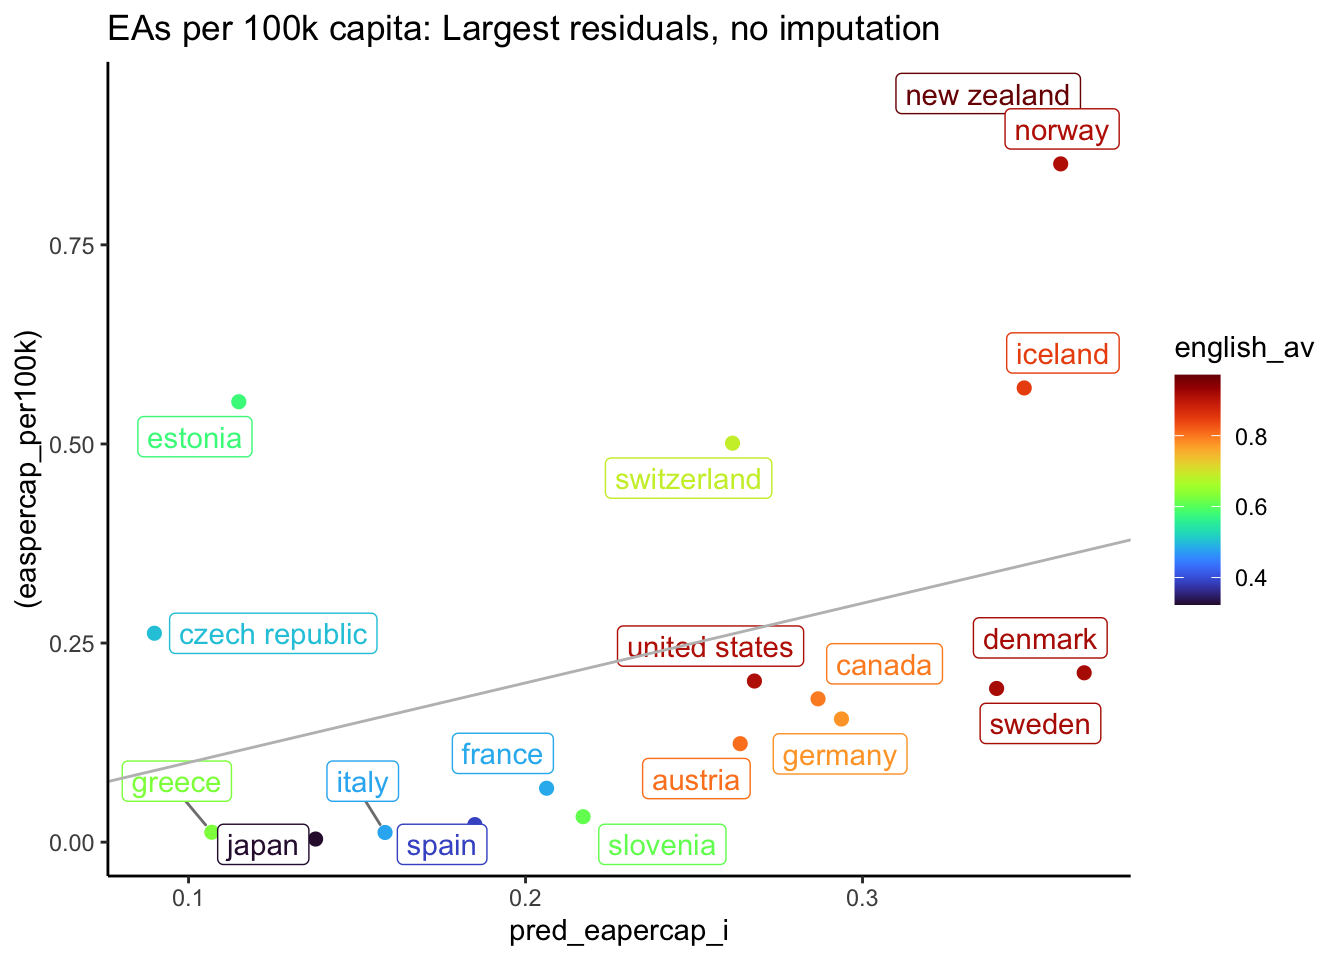 EAs per 100k capita: Largest residuals, no imputation
new zealand
norway
0.75
iceland
english_av
estonia
0.50
switzerland
0.8
0.6
0.4
(easpercap_per100k)
czech republic
0.25
united states
denmark
canada
sweden
france
germany
greece
italy
austria
0.00
japan
spain
slovenia
0.1
0.2
0.3
pred_eapercap_i